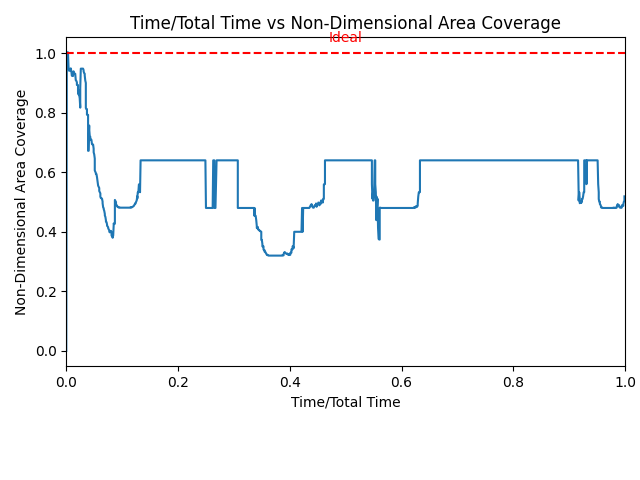 Time/Total Time vs Non-Dimensional Area Coverage
Ideal
Non-Dimensional Area Coverage
1.0
0.8
0.6
0.4
0.2
0.0
0.0 0.2 0.4 0.6 0.8 1.0
Time/Total Time